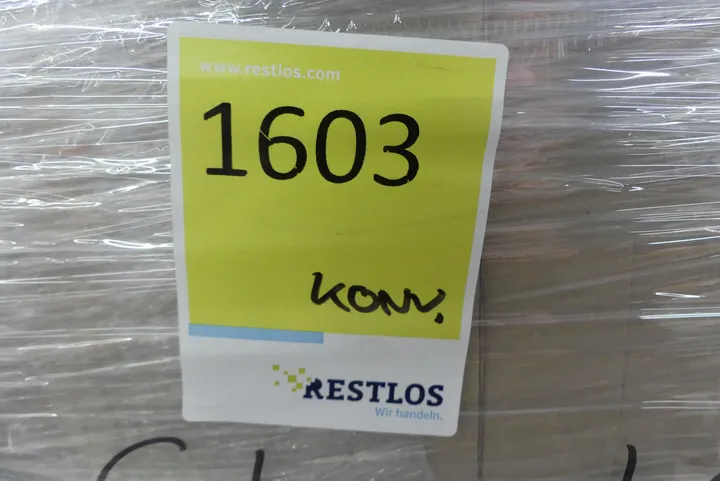 www.restlos.com
1603
KONV.
RESTLOS
Wir handeln.